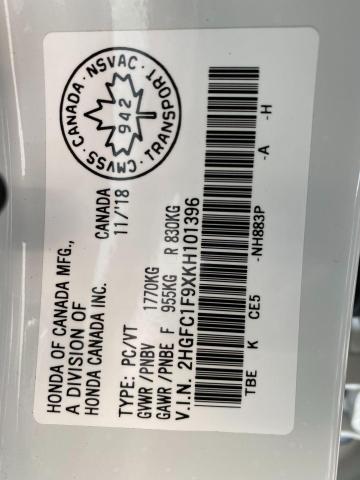 HONDA OF CANADA MFG.,
A DIVISION OF
HONDA CANADA INC.
CANADA
11/'18
CANADA · NSVAC · TRANSPORT · CMVSS
942
TYPE: PC/VT
GVWR /PNBV 1770KG
GAWR /PNBE F 955KG R 830KG
V.I.N. 2HGFC1F9XKH101396
TBE K CE5 -NH883P -A -H